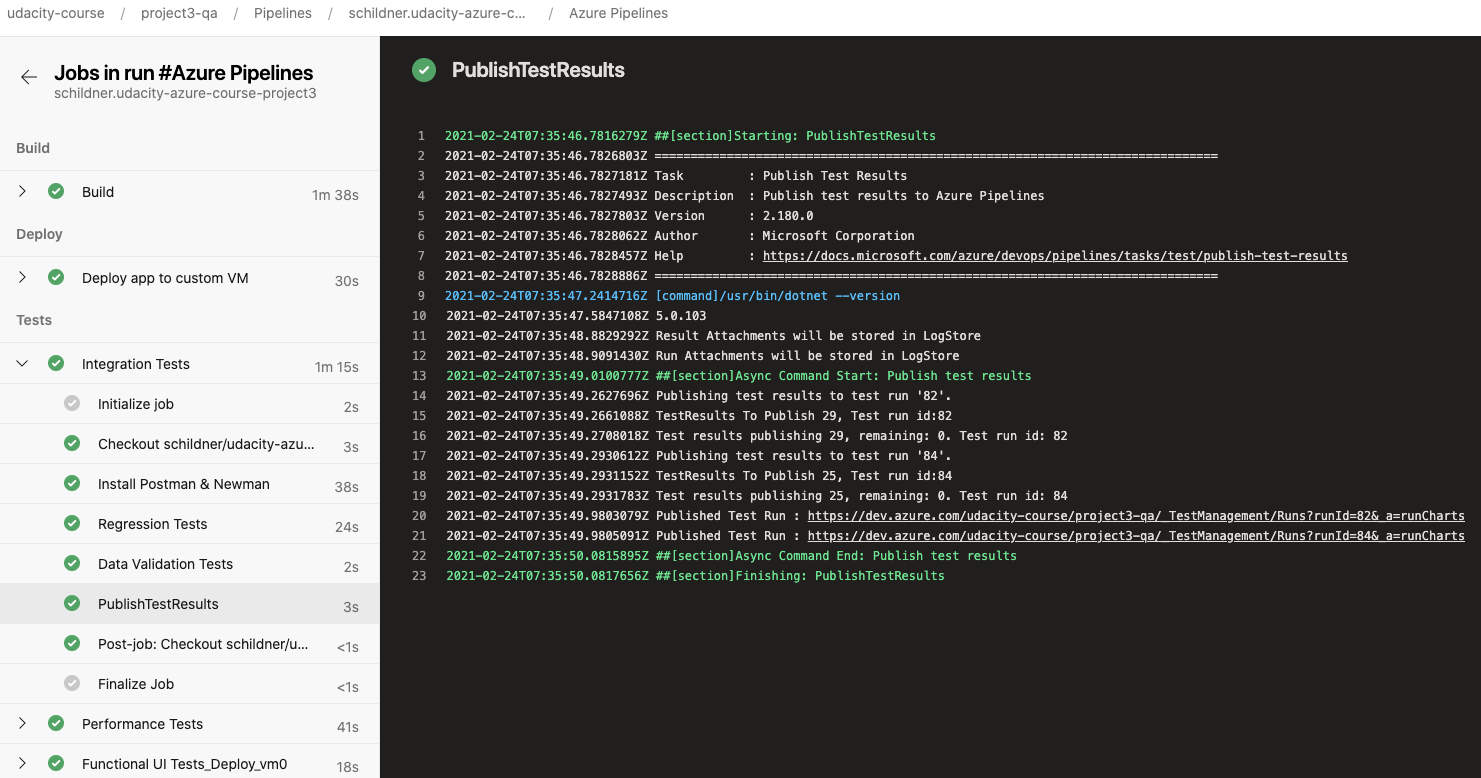 udacity-course / project3-qa / Pipelines / schildner.udacity-azure-c... / Azure Pipelines
Jobs in run #Azure Pipelines
schildner.udacity-azure-course-project3
Build
Build 1m 38s
Deploy
Deploy app to custom VM 30s
Tests
Integration Tests 1m 15s
Initialize job 2s
Checkout schildner/udacity-azu... 3s
Install Postman & Newman 38s
Regression Tests 24s
Data Validation Tests 2s
PublishTestResults 3s
Post-job: Checkout schildner/u... <1s
Finalize Job <1s
Performance Tests 41s
Functional UI Tests_Deploy_vm0 18s
PublishTestResults
1 2021-02-24T07:35:46.7816279Z ##[section]Starting: PublishTestResults
2 2021-02-24T07:35:46.7826803Z ==============================================================================
3 2021-02-24T07:35:46.7827181Z Task         : Publish Test Results
4 2021-02-24T07:35:46.7827493Z Description  : Publish test results to Azure Pipelines
5 2021-02-24T07:35:46.7827803Z Version      : 2.180.0
6 2021-02-24T07:35:46.7828062Z Author       : Microsoft Corporation
7 2021-02-24T07:35:46.7828457Z Help         : https://docs.microsoft.com/azure/devops/pipelines/tasks/test/publish-test-results
8 2021-02-24T07:35:46.7828886Z ==============================================================================
9 2021-02-24T07:35:47.2414716Z [command]/usr/bin/dotnet --version
10 2021-02-24T07:35:47.5847108Z 5.0.103
11 2021-02-24T07:35:48.8829292Z Result Attachments will be stored in LogStore
12 2021-02-24T07:35:48.9091430Z Run Attachments will be stored in LogStore
13 2021-02-24T07:35:49.0100777Z ##[section]Async Command Start: Publish test results
14 2021-02-24T07:35:49.2627696Z Publishing test results to test run '82'.
15 2021-02-24T07:35:49.2661088Z TestResults To Publish 29, Test run id:82
16 2021-02-24T07:35:49.2708018Z Test results publishing 29, remaining: 0. Test run id: 82
17 2021-02-24T07:35:49.2930612Z Publishing test results to test run '84'.
18 2021-02-24T07:35:49.2931152Z TestResults To Publish 25, Test run id:84
19 2021-02-24T07:35:49.2931783Z Test results publishing 25, remaining: 0. Test run id: 84
20 2021-02-24T07:35:49.9803079Z Published Test Run : https://dev.azure.com/udacity-course/project3-qa/_TestManagement/Runs?runId=82&_a=runCharts
21 2021-02-24T07:35:49.9805091Z Published Test Run : https://dev.azure.com/udacity-course/project3-qa/_TestManagement/Runs?runId=84&_a=runCharts
22 2021-02-24T07:35:50.0815895Z ##[section]Async Command End: Publish test results
23 2021-02-24T07:35:50.0817656Z ##[section]Finishing: PublishTestResults